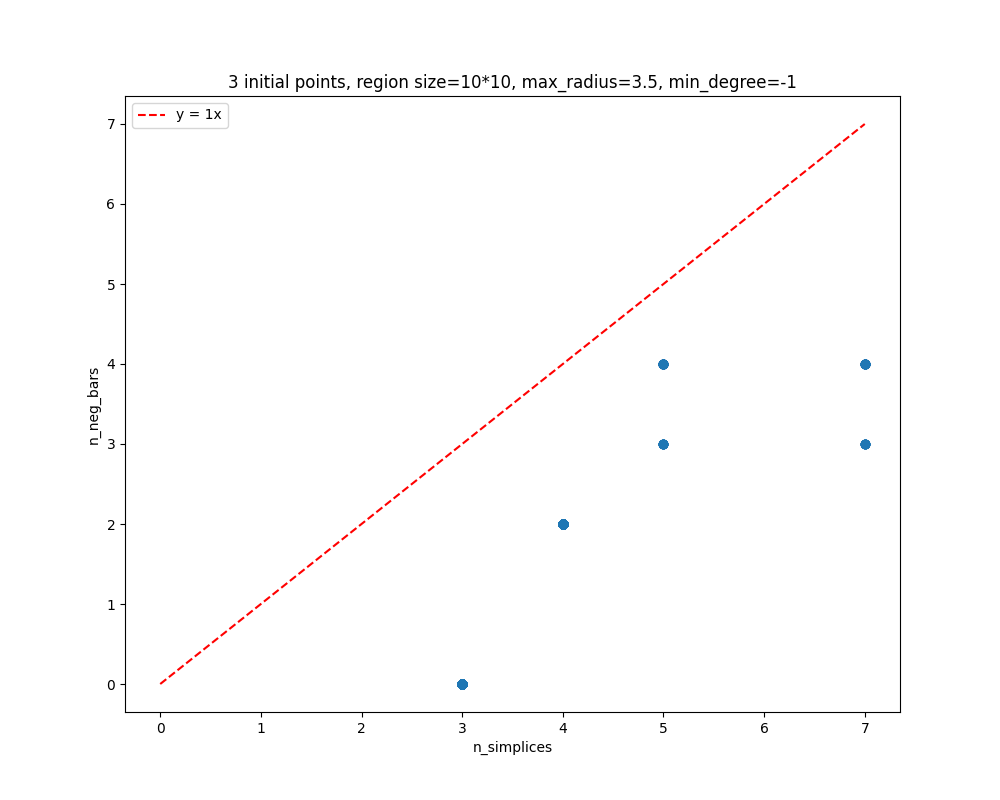 3 initial points, region size=10*10, max_radius=3.5, min_degree=-1
y = 1x
7
6
5
4
3
2
1
0
n_neg_bars
0 1 2 3 4 5 6 7
n_simplices